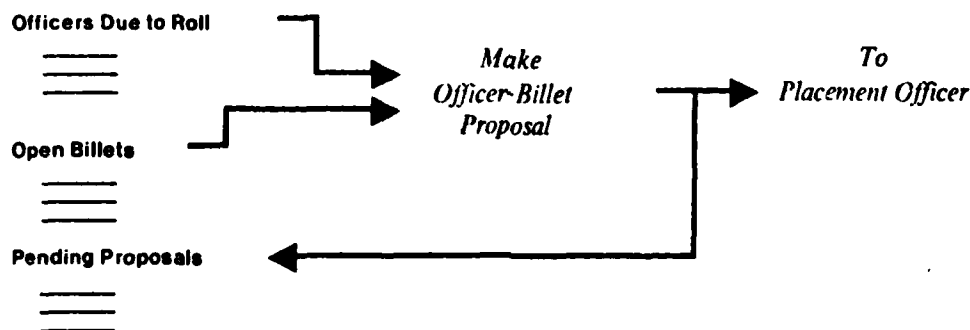 Officers Due to Roll
Open Billets
Pending Proposals
Make
Officer-Billet
Proposal
To
Placement Officer